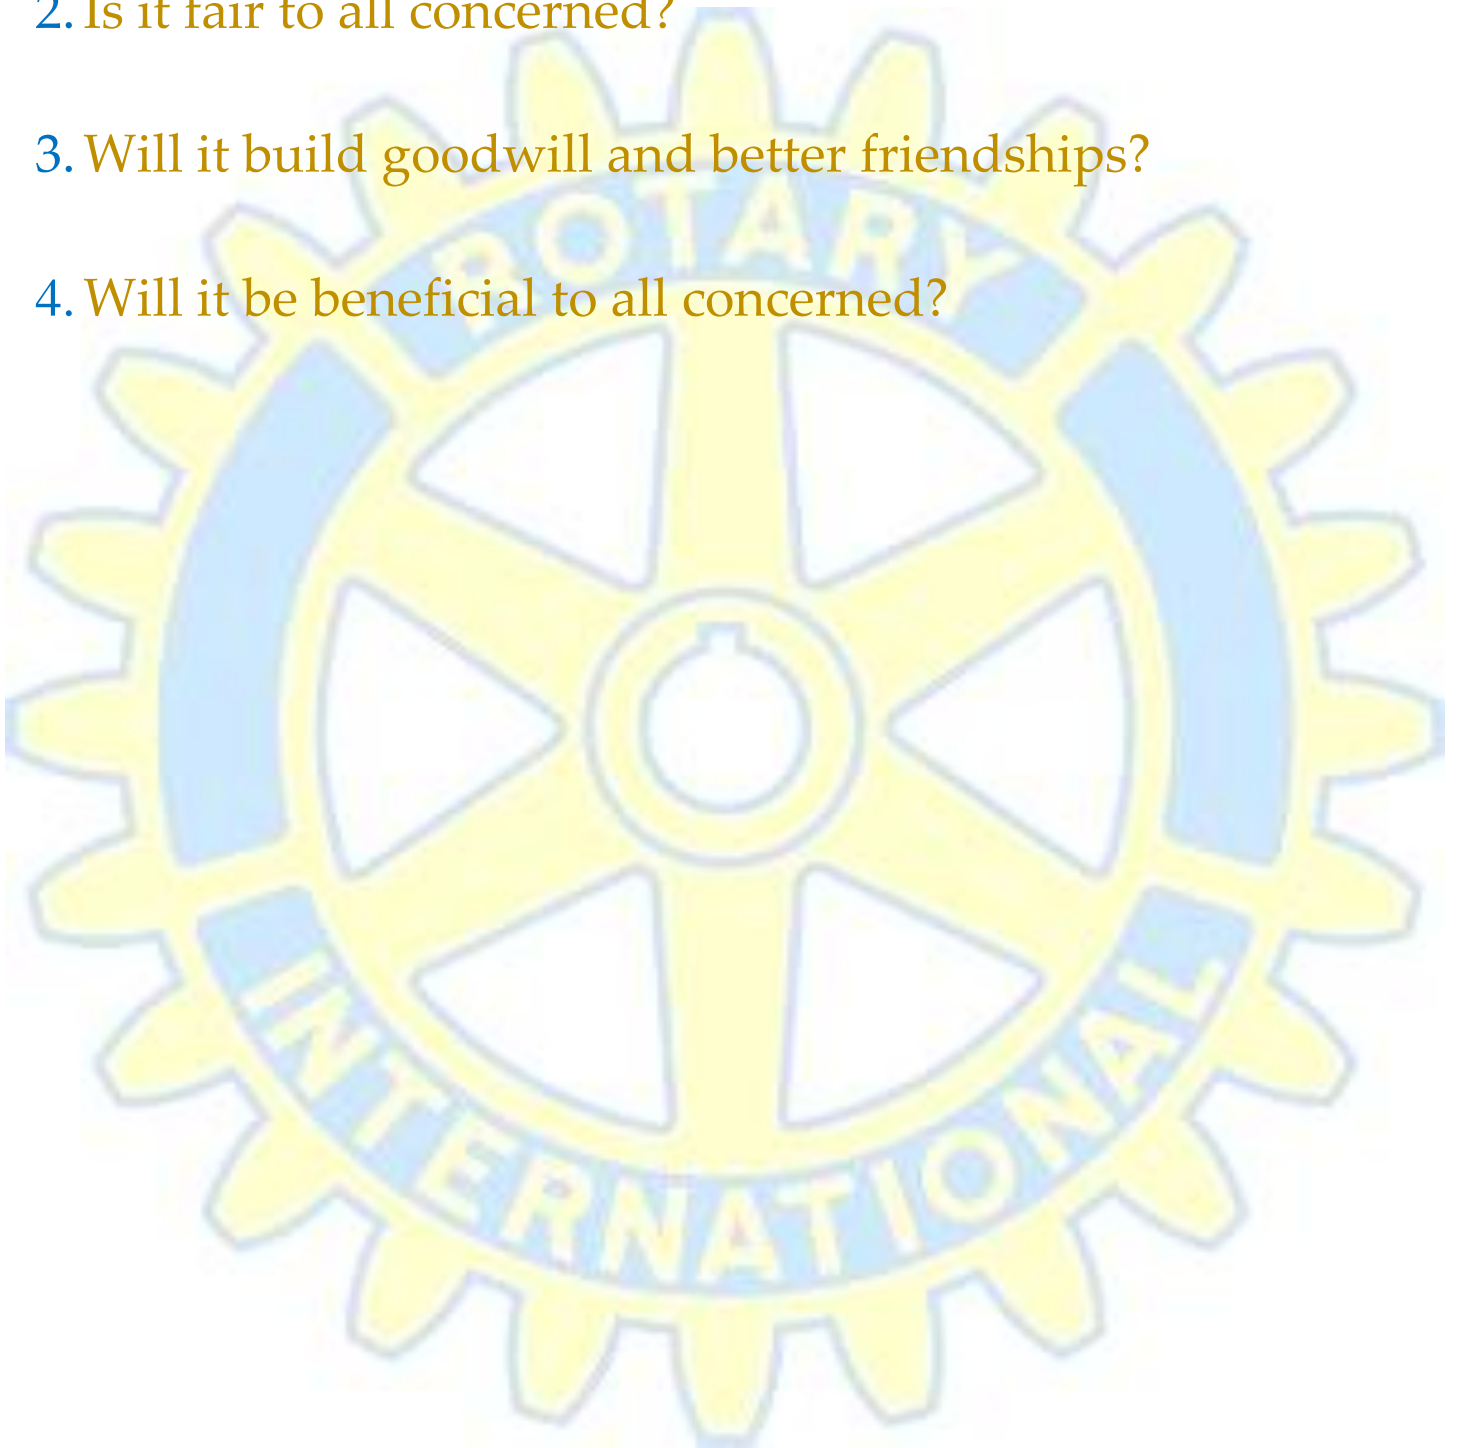 2. Is it fair to all concerned?
3. Will it build goodwill and better friendships?
ROTARY
4. Will it be beneficial to all concerned?
INTERNATIONAL